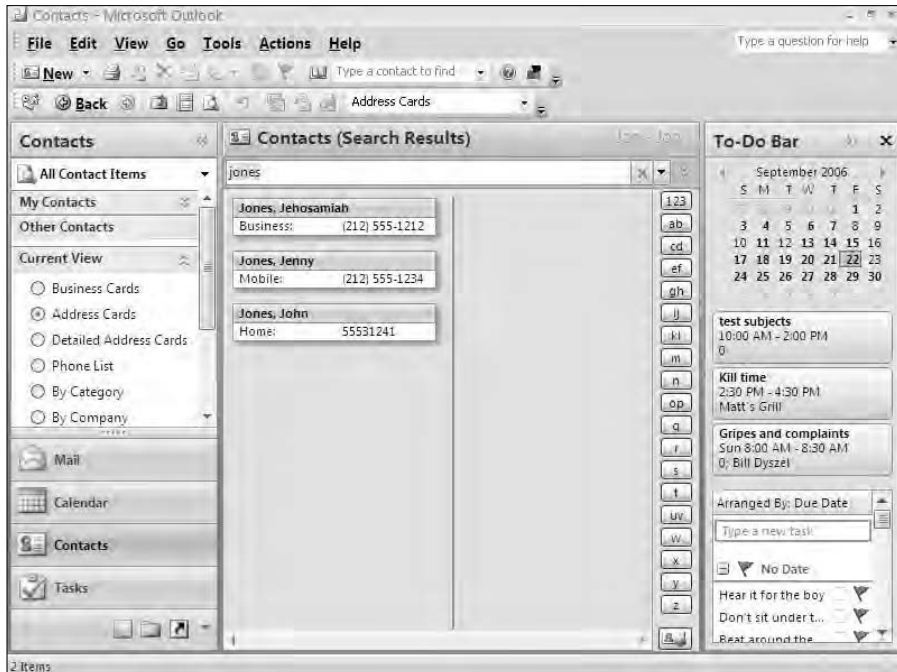 Contacts - Microsoft Outlook
File Edit View Go Tools Actions Help
Type a question for help
New Type a contact to find
Back Address Cards
Contacts
All Contact Items
My Contacts
Other Contacts
Current View
Business Cards
Address Cards
Detailed Address Cards
Phone List
By Category
By Company
Mail
Calendar
Contacts
Tasks
2 Items
Contacts (Search Results)
jones
Jones, Jehosamiah
Business: (212) 555-1212
Jones, Jenny
Mobile: (212) 555-1234
Jones, John
Home: 55531241
123
ab
cd
ef
gh
ij
kl
m
n
op
q
r
s
t
uv
w
x
y
z
To-Do Bar
September 2006
S M T W T F S
1 2
3 4 5 6 7 8 9
10 11 12 13 14 15 16
17 18 19 20 21 22 23
24 25 26 27 28 29 30
test subjects
10:00 AM - 2:00 PM
0
Kill time
2:30 PM - 4:30 PM
Matt's Grill
Gripes and complaints
Sun 8:00 AM - 8:30 AM
0; Bill Dyszel
Arranged By: Due Date
Type a new task
No Date
Hear it for the boy
Don't sit under t...
Beat around the